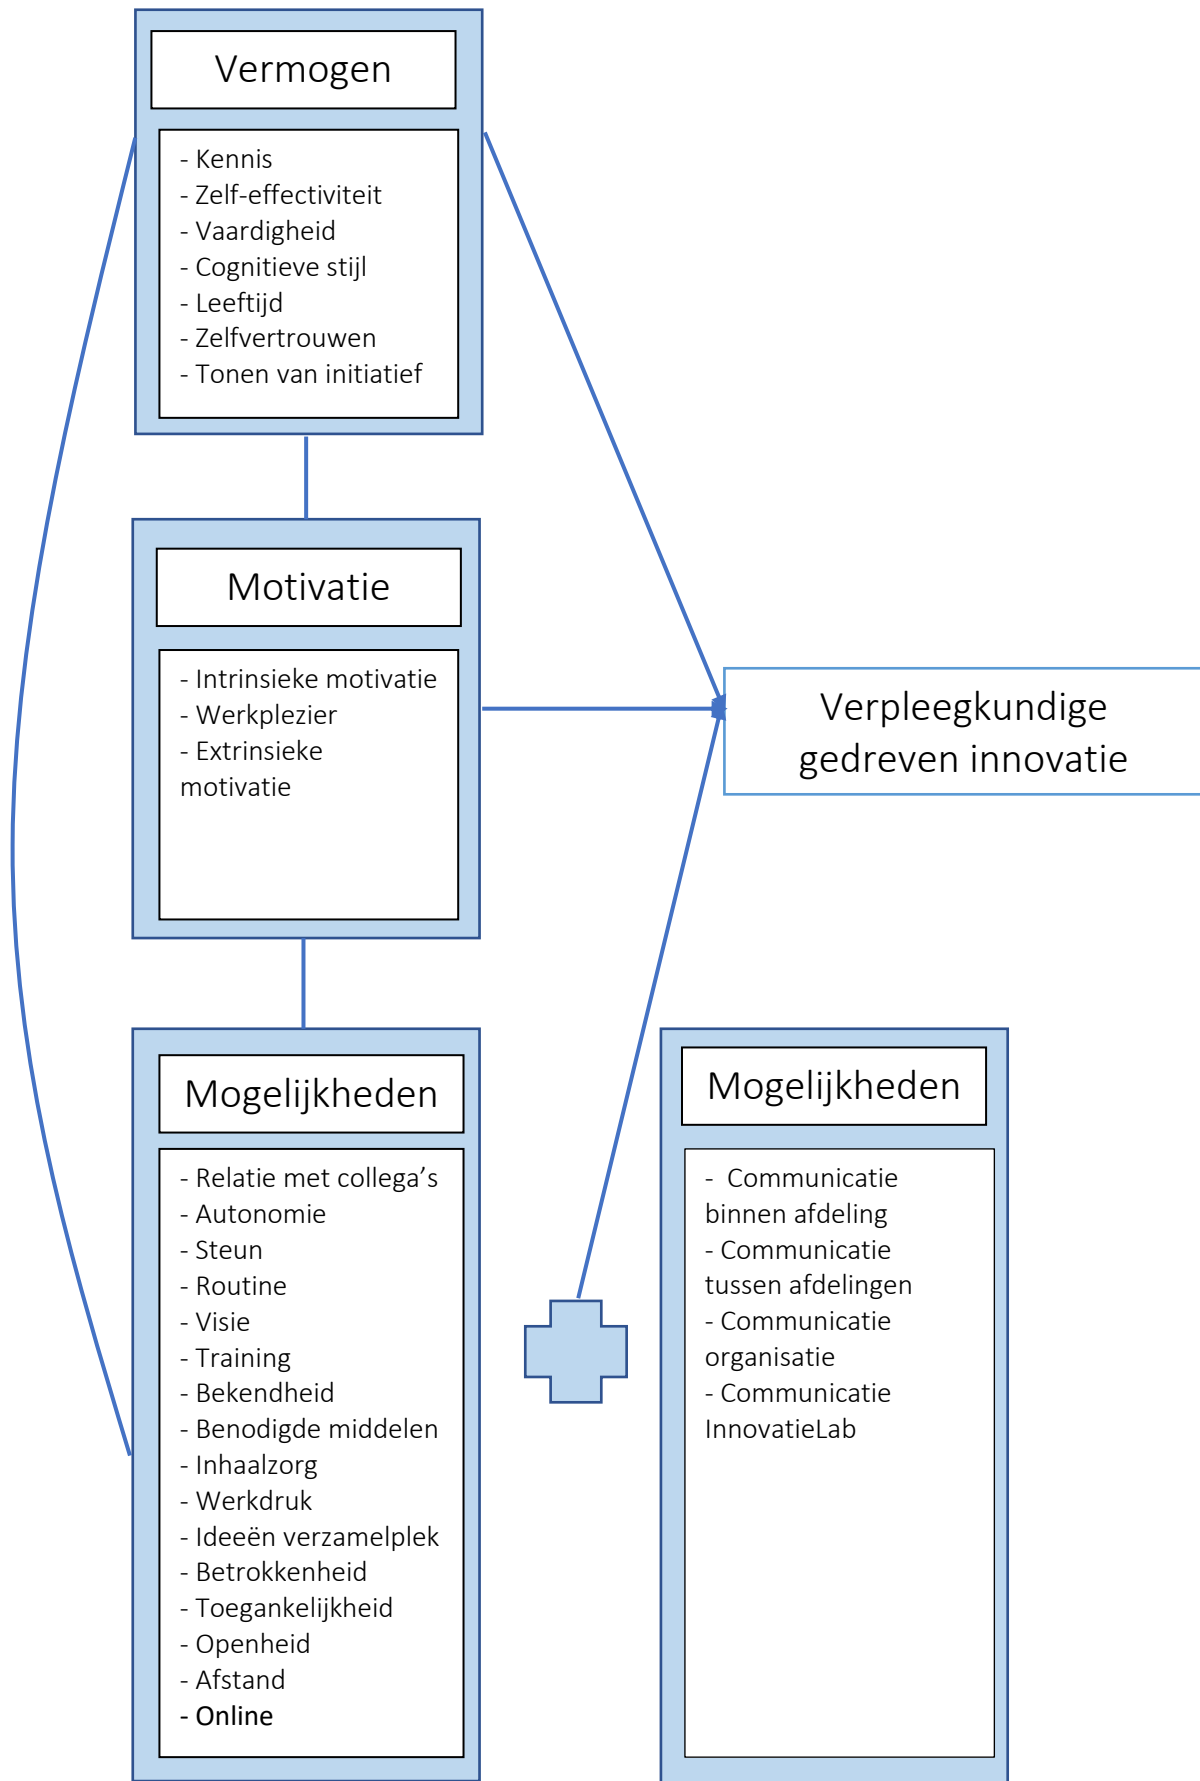 Vermogen
- Kennis
- Zelf-effectiviteit
- Vaardigheid
- Cognitieve stijl
- Leeftijd
- Zelfvertrouwen
- Tonen van initiatief
Motivatie
- Intrinsieke motivatie
- Werkplezier
- Extrinsieke
motivatie
Verpleegkundige
gedreven innovatie
Mogelijkheden
- Relatie met collega’s
- Autonomie
- Steun
- Routine
- Visie
- Training
- Bekendheid
- Benodigde middelen
- Inhaalzorg
- Werkdruk
- Ideeën verzamelplek
- Betrokkenheid
- Toegankelijkheid
- Openheid
- Afstand
- Online
Mogelijkheden
- Communicatie
binnen afdeling
- Communicatie
tussen afdelingen
- Communicatie
organisatie
- Communicatie
InnovatieLab